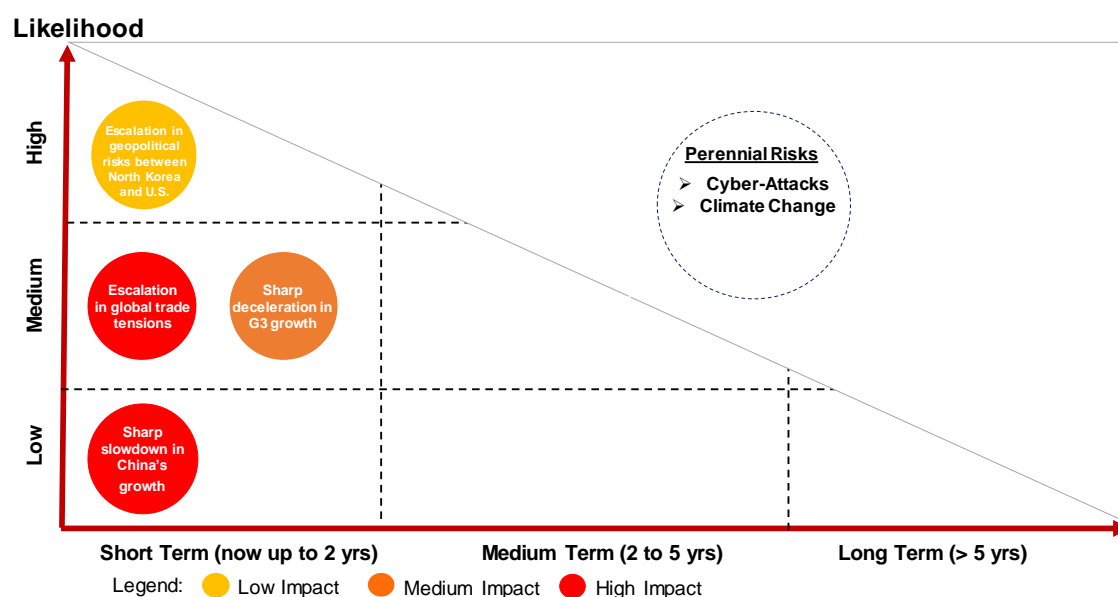 Likelihood
High
Escalation in
geopolitical
risks between
North Korea
and U.S.
Perennial Risks
➢ Cyber-Attacks
➢ Climate Change
Medium
Escalation
in global trade
tensions
Sharp
deceleration in
G3 growth
Low
Sharp
slowdown in
China's
growth
Short Term (now up to 2 yrs)
Medium Term (2 to 5 yrs)
Long Term (> 5 yrs)
Legend:
Low Impact
Medium Impact
High Impact